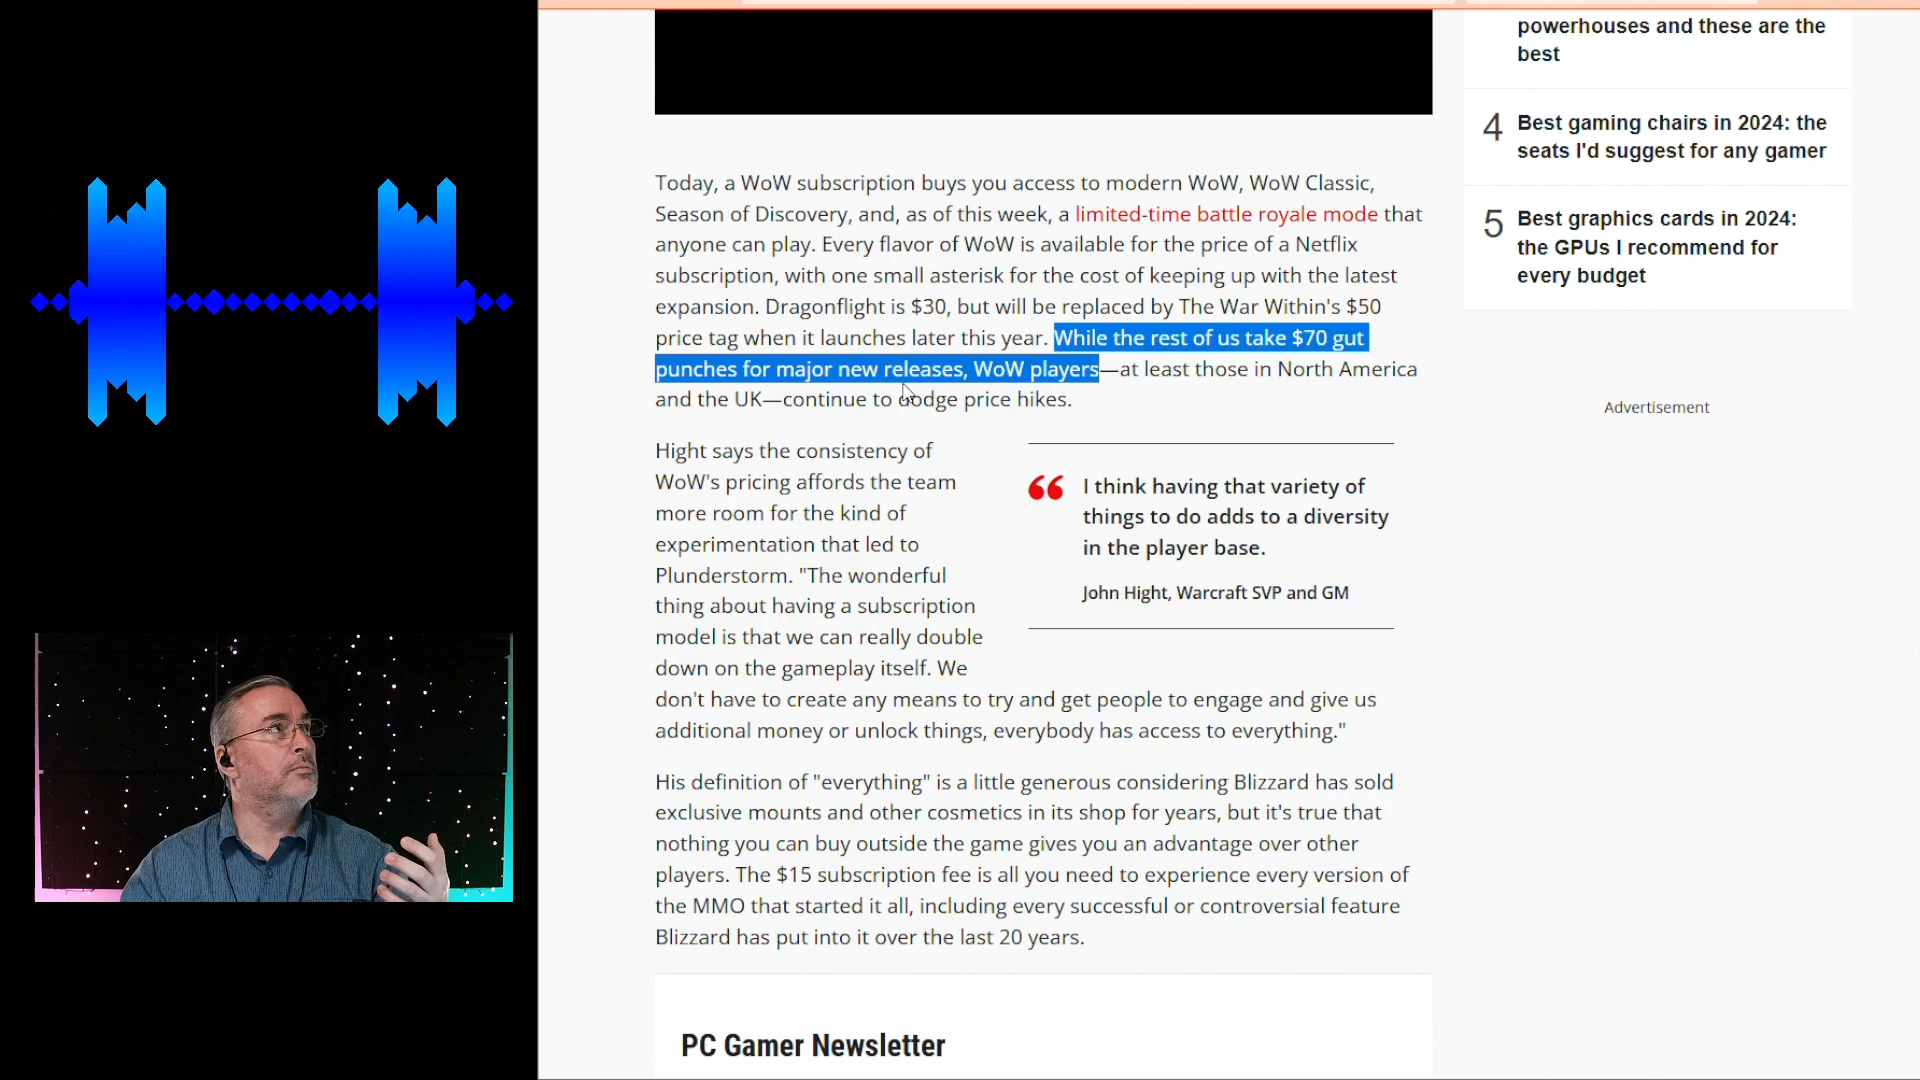 Today, a WoW subscription buys you access to modern WoW, WoW Classic,
Season of Discovery, and, as of this week, a limited-time battle royale mode that
anyone can play. Every flavor of WoW is available for the price of a Netflix
subscription, with one small asterisk for the cost of keeping up with the latest
expansion. Dragonflight is $30, but will be replaced by The War Within's $50
price tag when it launches later this year. While the rest of us take $70 gut
punches for major new releases, WoW players—at least those in North America
and the UK—continue to dodge price hikes.
Hight says the consistency of
WoW's pricing affords the team
more room for the kind of
experimentation that led to
Plunderstorm. "The wonderful
thing about having a subscription
model is that we can really double
down on the gameplay itself. We
don't have to create any means to try and get people to engage and give us
additional money or unlock things, everybody has access to everything."
“ I think having that variety of
things to do adds to a diversity
in the player base.
John Hight, Warcraft SVP and GM
His definition of "everything" is a little generous considering Blizzard has sold
exclusive mounts and other cosmetics in its shop for years, but it's true that
nothing you can buy outside the game gives you an advantage over other
players. The $15 subscription fee is all you need to experience every version of
the MMO that started it all, including every successful or controversial feature
Blizzard has put into it over the last 20 years.
PC Gamer Newsletter
powerhouses and these are the
best
4 Best gaming chairs in 2024: the
seats I'd suggest for any gamer
5 Best graphics cards in 2024:
the GPUs I recommend for
every budget
Advertisement